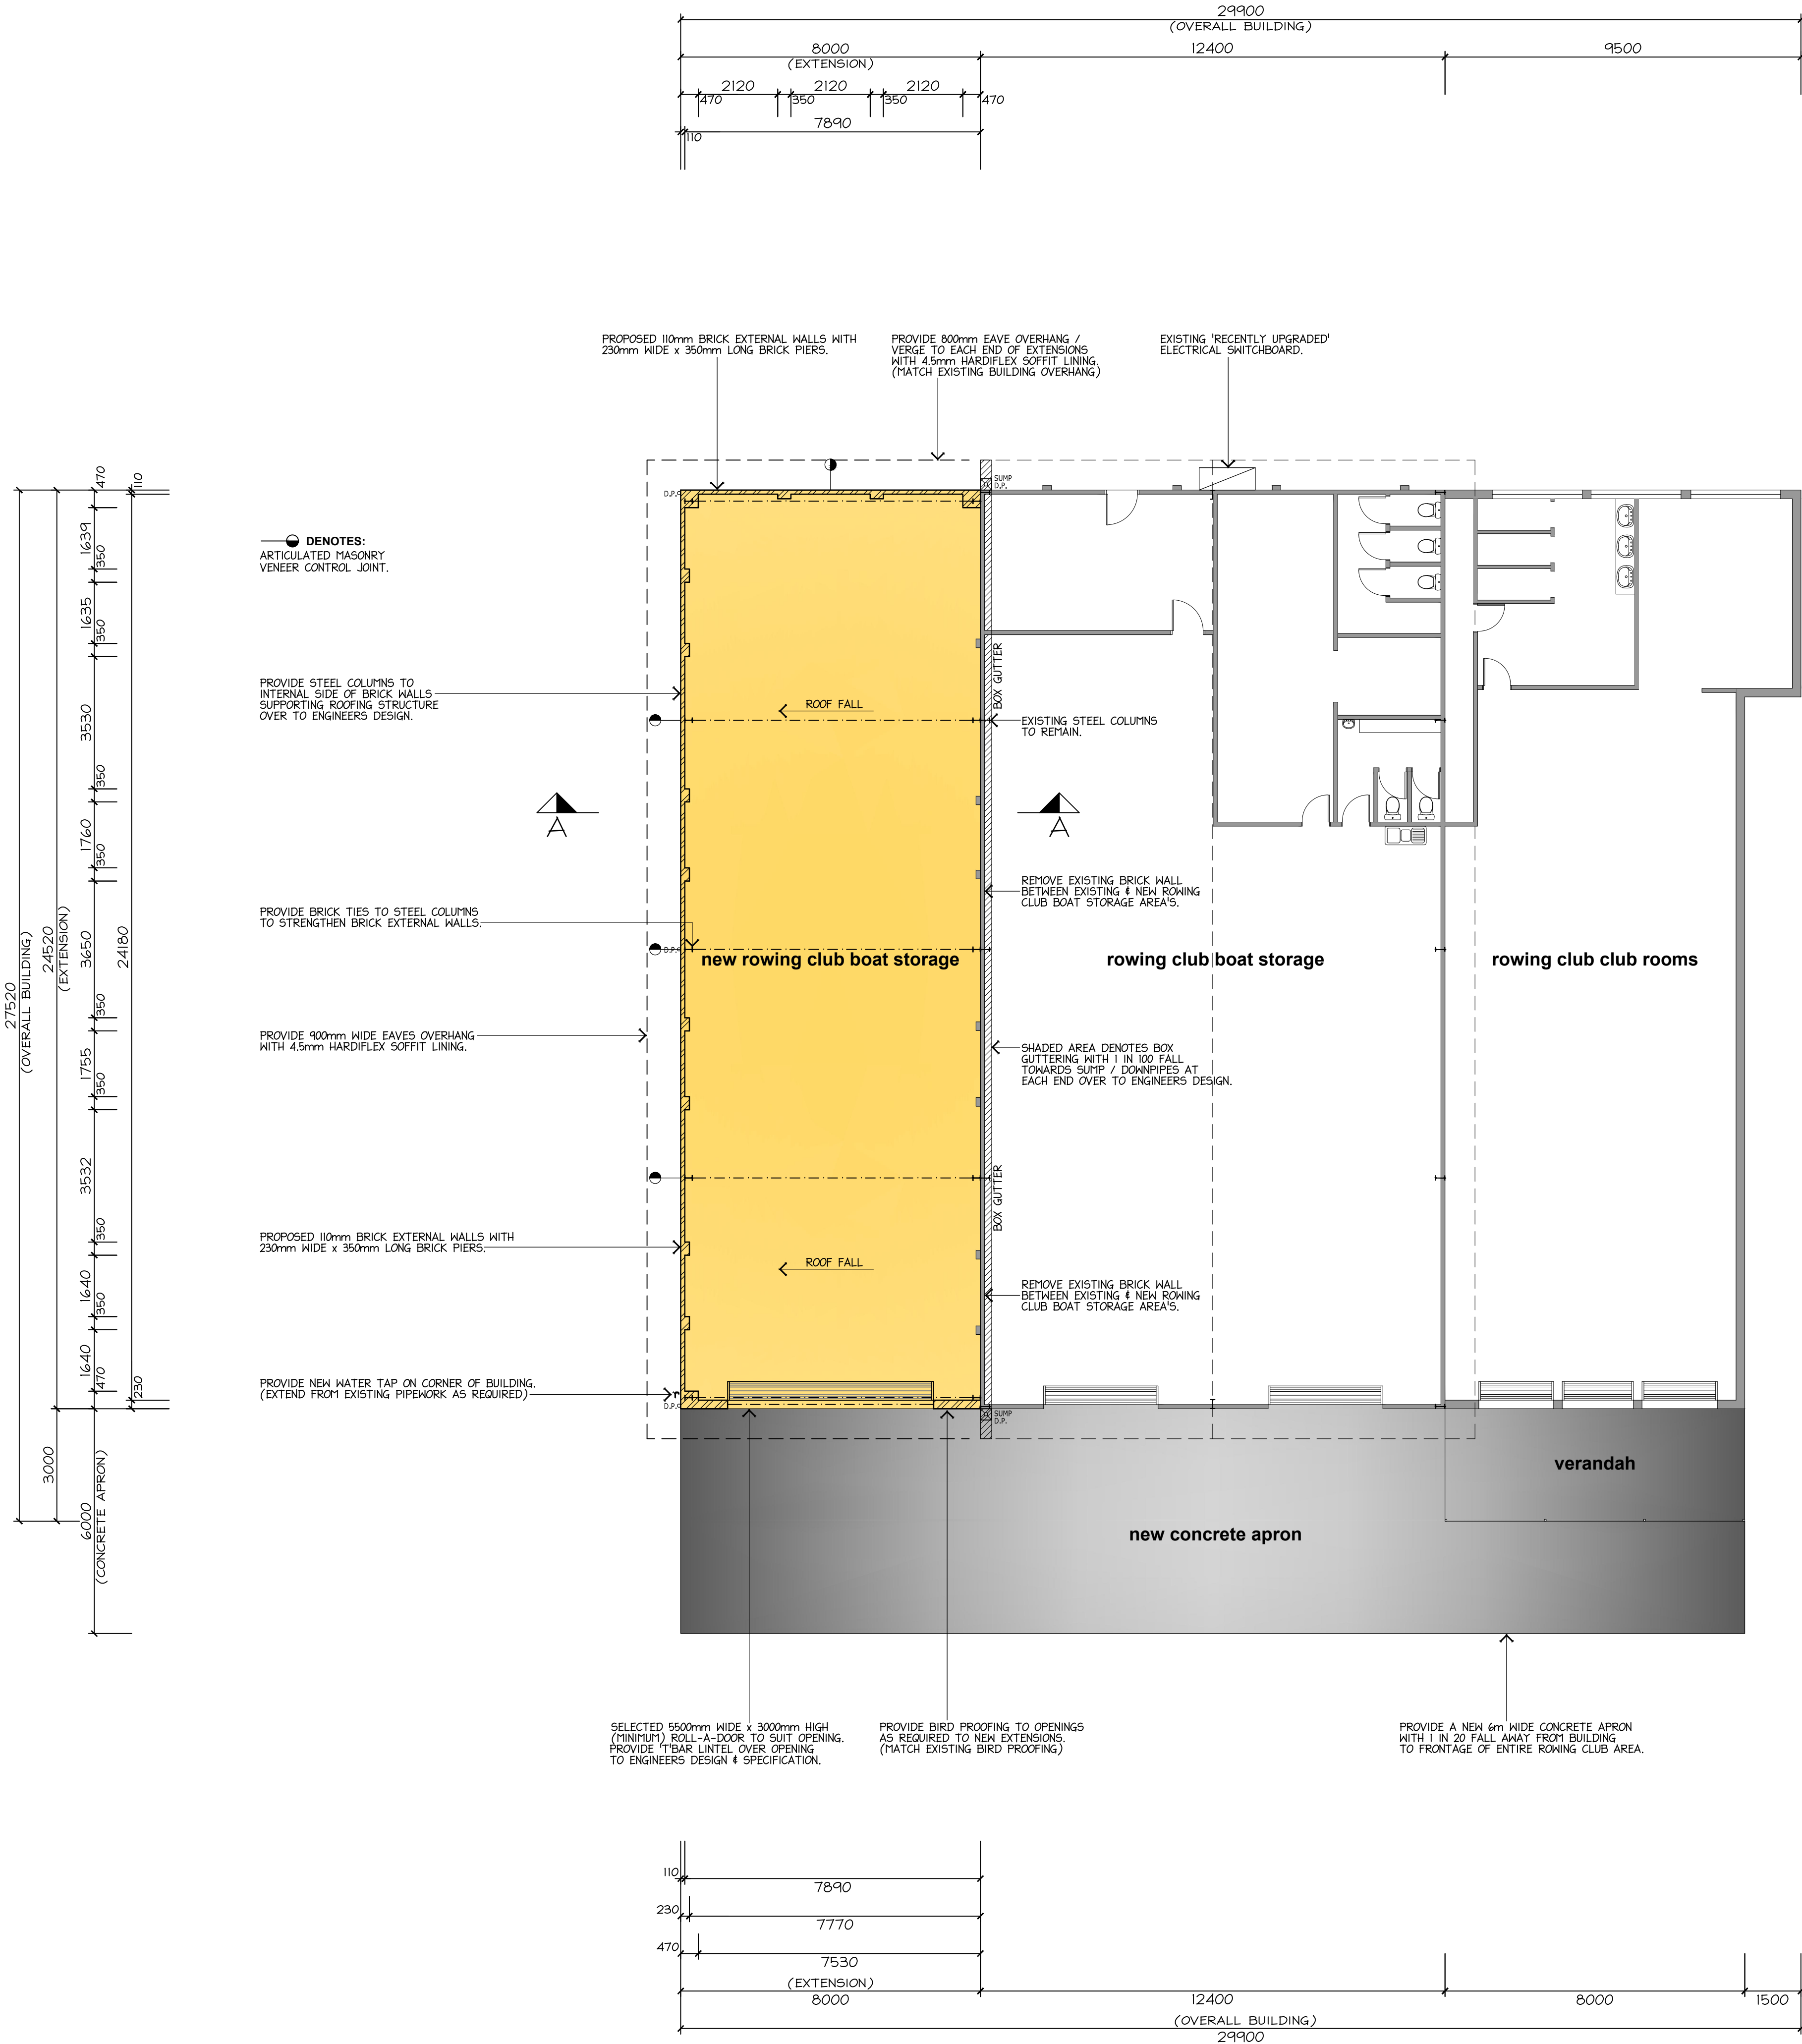 29900
(OVERALL BUILDING)
8000
(EXTENSION)
12400
9500
2120
2120
2120
470
350
350
470
7890
110
PROPOSED 110mm BRICK EXTERNAL WALLS WITH
230mm WIDE x 350mm LONG BRICK PIERS.
PROVIDE 800mm EAVE OVERHANG /
VERGE TO EACH END OF EXTENSIONS
WITH 4.5mm HARDIFLEX SOFFIT LINING.
(MATCH EXISTING BUILDING OVERHANG)
EXISTING 'RECENTLY UPGRADED'
ELECTRICAL SWITCHBOARD.
DENOTES:
ARTICULATED MASONRY
VENEER CONTROL JOINT.
PROVIDE STEEL COLUMNS TO
INTERNAL SIDE OF BRICK WALLS
SUPPORTING ROOFING STRUCTURE
OVER TO ENGINEERS DESIGN.
PROVIDE BRICK TIES TO STEEL COLUMNS
TO STRENGTHEN BRICK EXTERNAL WALLS.
PROVIDE 900mm WIDE EAVES OVERHANG
WITH 4.5mm HARDIFLEX SOFFIT LINING.
PROPOSED 110mm BRICK EXTERNAL WALLS WITH
230mm WIDE x 350mm LONG BRICK PIERS.
PROVIDE NEW WATER TAP ON CORNER OF BUILDING.
(EXTEND FROM EXISTING PIPEWORK AS REQUIRED)
27520
(OVERALL BUILDING)
24520
(EXTENSION)
3000
470
1639
350
1635
350
3530
350
1760
350
3650
350
1755
350
3532
350
1640
350
1640
470
6000
(CONCRETE APRON)
110
24180
230
D.P.
D.P.
D.P.
SUMP
D.P.
SUMP
D.P.
A
A
ROOF FALL
ROOF FALL
BOX GUTTER
BOX GUTTER
EXISTING STEEL COLUMNS
TO REMAIN.
REMOVE EXISTING BRICK WALL
BETWEEN EXISTING & NEW ROWING
CLUB BOAT STORAGE AREA'S.
new rowing club boat storage
rowing club boat storage
rowing club club rooms
SHADED AREA DENOTES BOX
GUTTERING WITH 1 IN 100 FALL
TOWARDS SUMP / DOWNPIPES AT
EACH END OVER TO ENGINEERS DESIGN.
REMOVE EXISTING BRICK WALL
BETWEEN EXISTING & NEW ROWING
CLUB BOAT STORAGE AREA'S.
verandah
new concrete apron
SELECTED 5500mm WIDE x 3000mm HIGH
(MINIMUM) ROLL-A-DOOR TO SUIT OPENING.
PROVIDE 'T'BAR LINTEL OVER OPENING
TO ENGINEERS DESIGN & SPECIFICATION.
PROVIDE BIRD PROOFING TO OPENINGS
AS REQUIRED TO NEW EXTENSIONS.
(MATCH EXISTING BIRD PROOFING)
PROVIDE A NEW 6m WIDE CONCRETE APRON
WITH 1 IN 20 FALL AWAY FROM BUILDING
TO FRONTAGE OF ENTIRE ROWING CLUB AREA.
110
7890
230
7770
470
7530
(EXTENSION)
8000
12400
8000
1500
(OVERALL BUILDING)
29900